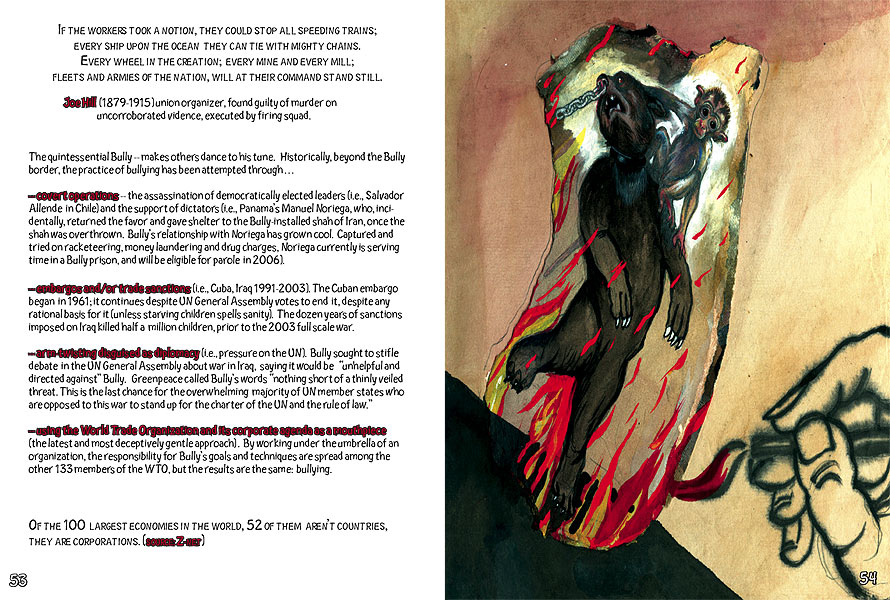 IF THE WORKERS TOOK A NOTION, THEY COULD STOP ALL SPEEDING TRAINS;
EVERY SHIP UPON THE OCEAN THEY CAN TIE WITH MIGHTY CHAINS.
EVERY WHEEL IN THE CREATION; EVERY MINE AND EVERY MILL;
FLEETS AND ARMIES OF THE NATION, WILL AT THEIR COMMAND STAND STILL.
Joe Hill (1879-1915) union organizer, found guilty of murder on
uncorroborated vidence, executed by firing squad.
The quintessential Bully -- makes others dance to his tune. Historically, beyond the Bully
border, the practice of bullying has been attempted through...
-- covert operations -- the assassination of democratically elected leaders (i.e., Salvador
Allende in Chile) and the support of dictators (i.e., Panama's Manuel Noriega, who, inci-
dentally, returned the favor and gave shelter to the Bully-installed shah of Iran, once the
shah was overthrown. Bully's relationship with Noriega has grown cool. Captured and
tried on racketeering, money laundering and drug charges, Noriega currently is serving
time in a Bully prison, and will be eligible for parole in 2006).
-- embargos and/or trade sanctions (i.e., Cuba, Iraq 1991-2003). The Cuban embargo
began in 1961; it continues despite UN General Assembly votes to end it, despite any
rational basis for it (unless starving children spells sanity). The dozen years of sanctions
imposed on Iraq killed half a million children, prior to the 2003 full scale war.
-- arm-twisting disguised as diplomacy (i.e., pressure on the UN). Bully sought to stifle
debate in the UN General Assembly about war in Iraq, saying it would be "unhelpful and
directed against" Bully. Greenpeace called Bully's words "nothing short of a thinly veiled
threat. This is the last chance for the overwhelming majority of UN member states who
are opposed to this war to stand up for the charter of the UN and the rule of law."
-- using the World Trade Organization and its corporate agenda as a mouthpiece
(the latest and most deceptively gentle approach). By working under the umbrella of an
organization, the responsibility for Bully's goals and techniques are spread among the
other 133 members of the WTO, but the results are the same: bullying.
OF THE 100 LARGEST ECONOMIES IN THE WORLD, 52 OF THEM AREN'T COUNTRIES,
THEY ARE CORPORATIONS. (source: Z-net)
53
54